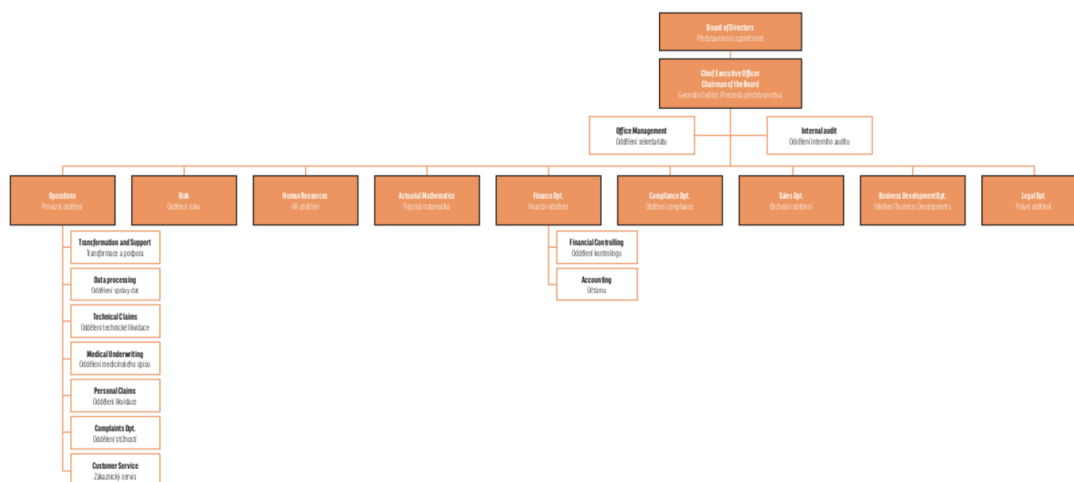 Board of Directors
Představenstvo společnosti
Chief Executive Officer
Chairman of the Board
Generální ředitel, Předseda představenstva
Office Management
Oddělení sekretariátu
Internal audit
Oddělení interního auditu
Operations
Provozní oddělení
Risk
Oddělení risku
Human Resources
HR oddělení
Actuarial Mathematics
Pojistná matematika
Finance Dpt.
Finanční oddělení
Compliance Dpt.
Oddělení compliance
Sales Dpt
Obchodní oddělení
Business Development Dpt.
Oddělení Business Developmentu
Legal Dpt.
Právní oddělení
Transformation and Support
Transformace a podpora
Data processing
Oddělení správy dat
Technical Claims
Oddělení technické likvidace
Medical Underwriting
Oddělení medicínského úpisu
Personal Claims
Oddělení likvidace
Complaints Dpt.
Oddělení stížností
Customer Service
Zákaznický servis
Financial Controlling
Oddělení kontrolingu
Accounting
Účtárna